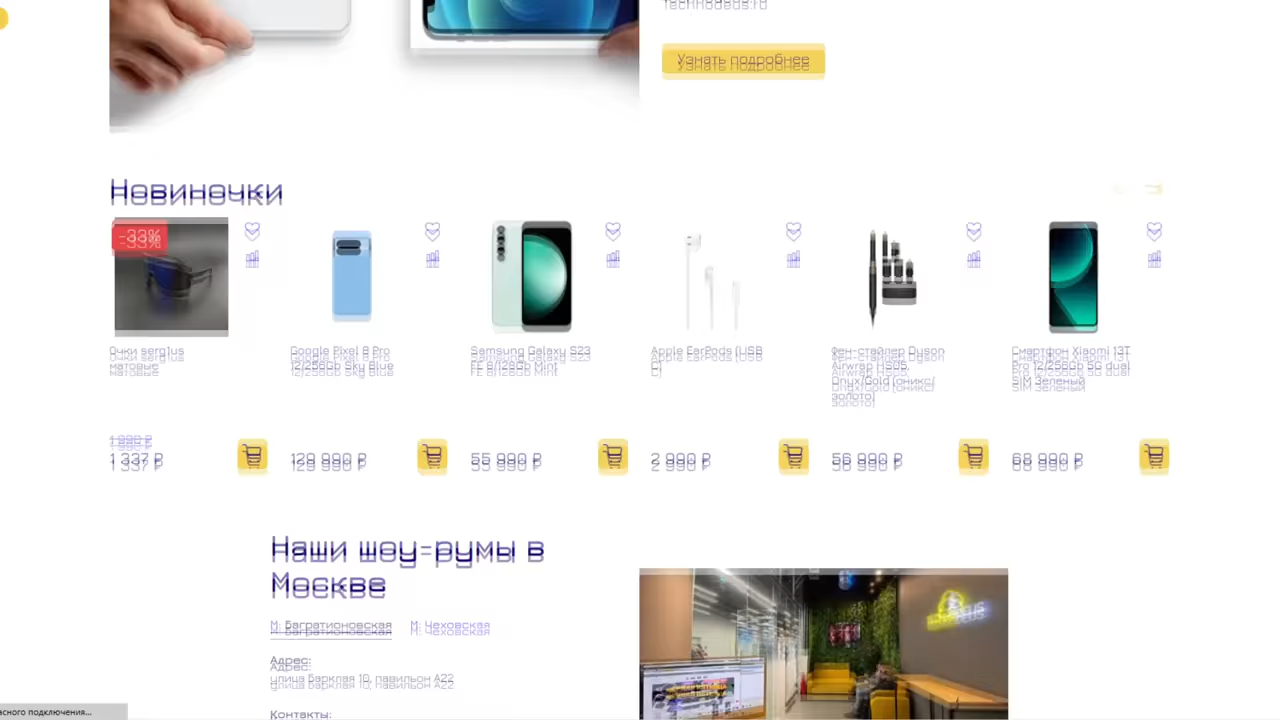 technodeus.ru
Узнать подробнее
Новиночки
-33%
Очки serg1us
матовые
Google Pixel 8 Pro
12/256Gb Sky Blue
Samsung Galaxy S23
FE 8/128Gb Mint
Apple EarPods (USB
C)
Фен-стайлер Dyson
Airwrap HS05,
Onyx/Gold (оникс/
золото)
Смартфон Xiaomi 13T
Pro 12/256Gb 5G dual
SIM Зеленый
1 337 ₽
129 990 ₽
55 990 ₽
2 990 ₽
56 990 ₽
68 990 ₽
Наши шоу-румы в
Москве
М: Багратионовская
М: Чеховская
Адрес:
улица Барклая 10, павильон А22
Контакты:
подключения...